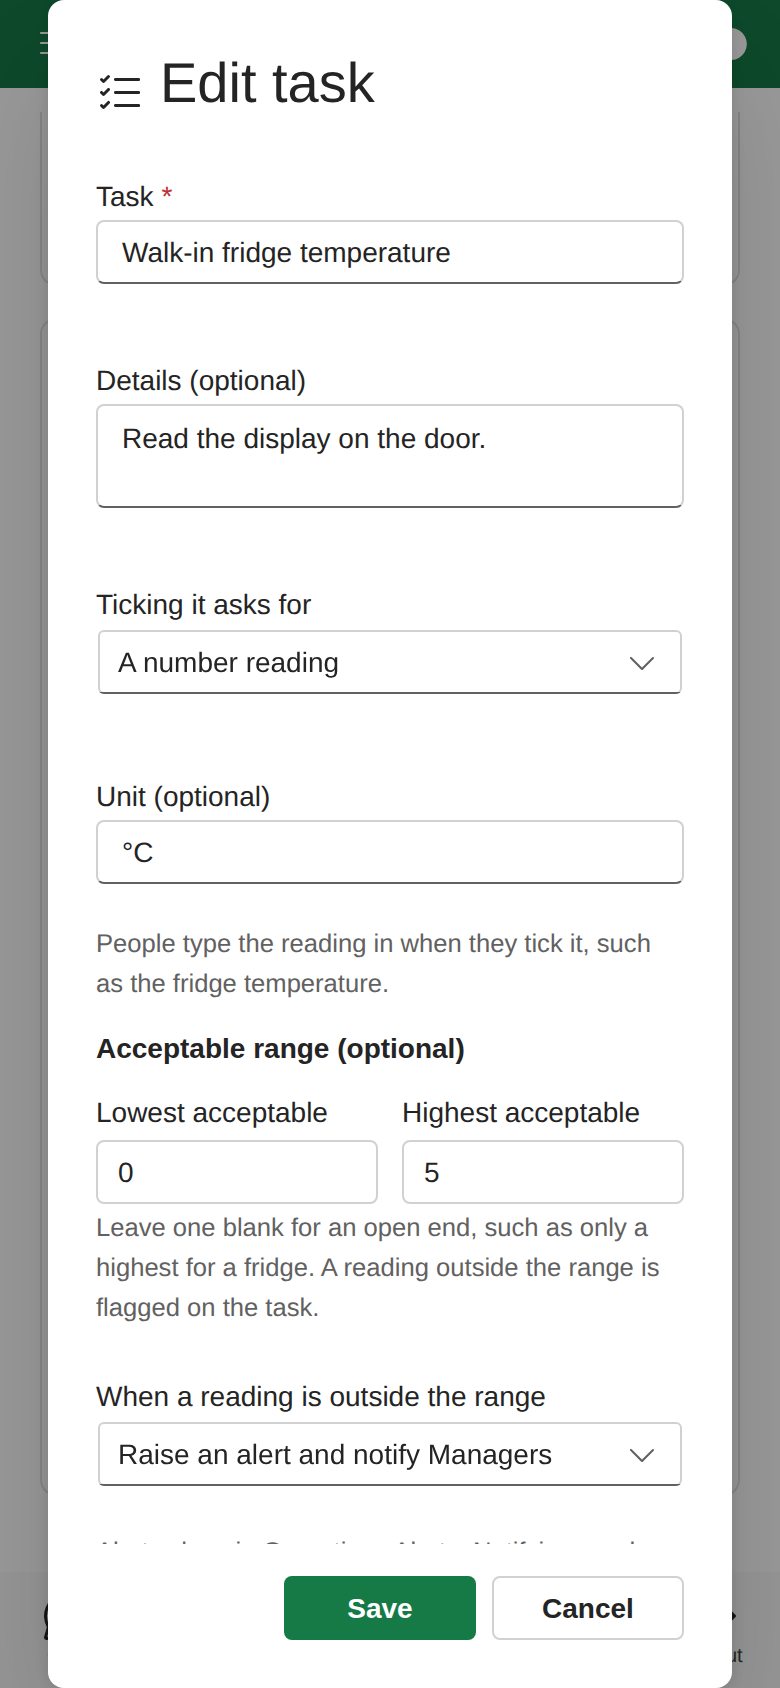 Edit task
Task *
Walk-in fridge temperature
Details (optional)
Read the display on the door.
Ticking it asks for
A number reading
Unit (optional)
°C
People type the reading in when they tick it, such
as the fridge temperature.
Acceptable range (optional)
Lowest acceptable
Highest acceptable
0
5
Leave one blank for an open end, such as only a
highest for a fridge. A reading outside the range is
flagged on the task.
When a reading is outside the range
Raise an alert and notify Managers
Save
Cancel